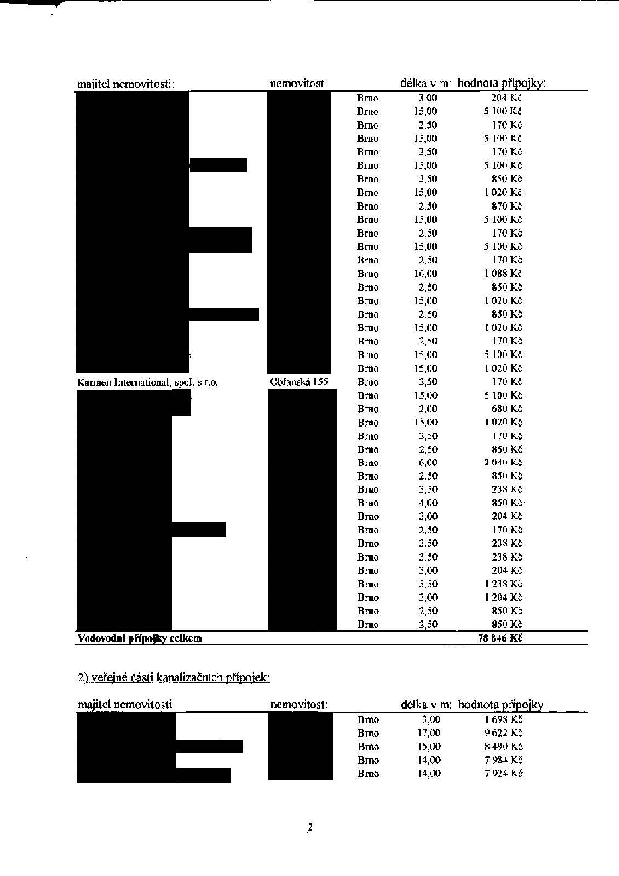 majitel nemovitosti: nemovitost délka v m: hodnota přípojky:
Brno 3,00 204 Kč
Brno 15,00 5 100 Kč
Brno 2,50 170 Kč
Brno 15,00 5 100 Kč
Brno 2,50 170 Kč
Brno 15,00 5 100 Kč
Brno 2,50 850 Kč
Brno 15,00 1 020 Kč
Brno 2,50 870 Kč
Brno 15,00 5 100 Kč
Brno 2,50 170 Kč
Brno 15,00 5 100 Kč
Brno 2,50 170 Kč
Brno 16,00 1 088 Kč
Brno 2,50 850 Kč
Brno 15,00 1 020 Kč
Brno 2,50 850 Kč
Brno 15,00 1 020 Kč
Brno 2,50 170 Kč
Brno 15,00 5 100 Kč
Brno 15,00 1 020 Kč
International, spol. s r.o. Obřanská 155 Brno 2,50 170 Kč
Brno 15,00 5 100 Kč
Brno 2,00 680 Kč
Brno 15,00 1 020 Kč
Brno 2,50 170 Kč
Brno 2,50 850 Kč
Brno 6,00 2 040 Kč
Brno 2,50 850 Kč
Brno 3,50 238 Kč
Brno 4,00 850 Kč
Brno 3,00 204 Kč
Brno 2,50 170 Kč
Brno 3,50 238 Kč
Brno 3,50 238 Kč
Brno 3,00 204 Kč
Brno 3,50 1 238 Kč
Brno 3,00 1 204 Kč
Brno 2,50 850 Kč
Brno 2,50 850 Kč
Vodovodní přípojky celkem 78 846 Kč
2) veřejné části kanalizačních přípojek:
majitel nemovitosti nemovitost: délka v m: hodnota přípojky
Brno 3,00 1 698 Kč
Brno 17,00 9 622 Kč
Brno 15,00 8 490 Kč
Brno 14,00 7 984 Kč
Brno 14,00 7 924 Kč
2